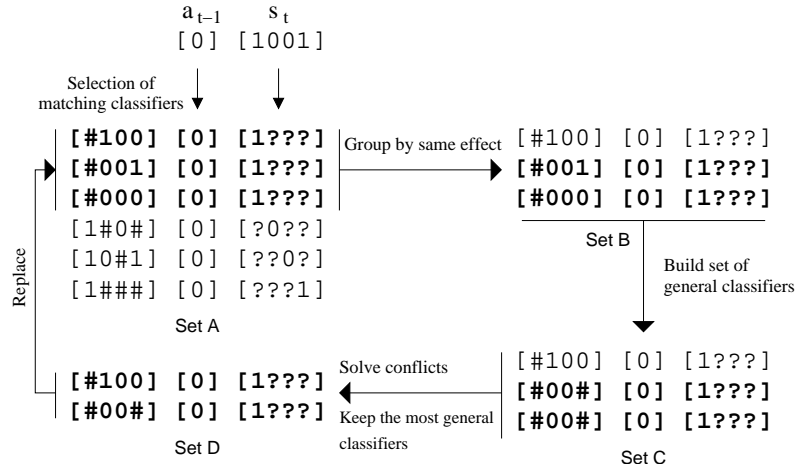 a t–1 s t
[0] [1001]
Selection of
matching classifiers
[#100] [0] [1???]
[#001] [0] [1???]
[#000] [0] [1???]
[1#0#] [0] [?0??]
[10#1] [0] [??0?]
[1###] [0] [???1]
Set A
Group by same effect
[#100] [0] [1???]
[#001] [0] [1???]
[#000] [0] [1???]
Set B
Build set of
general classifiers
[#100] [0] [1???]
[#00#] [0] [1???]
[#00#] [0] [1???]
Set C
Solve conflicts
Keep the most general
classifiers
[#100] [0] [1???]
[#00#] [0] [1???]
Set D
Replace